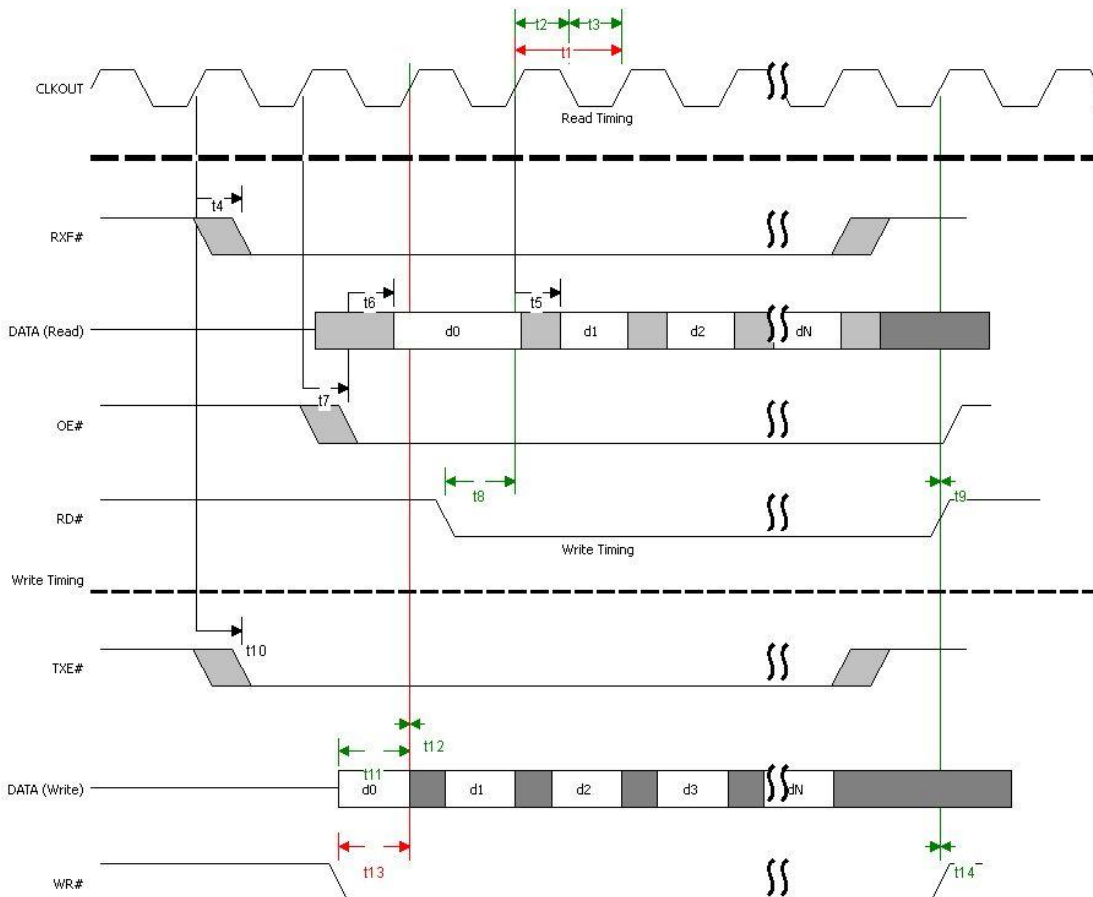 t2 t3
t1
CLKOUT
Read Timing
t4
RXF#
t6 t5
DATA (Read) d0 d1 d2 dN
t7
OE#
t8 t9
RD#
Write Timing
Write Timing
t10
TXE#
t12
t11
DATA (Write) d0 d1 d2 d3 dN
t13 t14
WR#